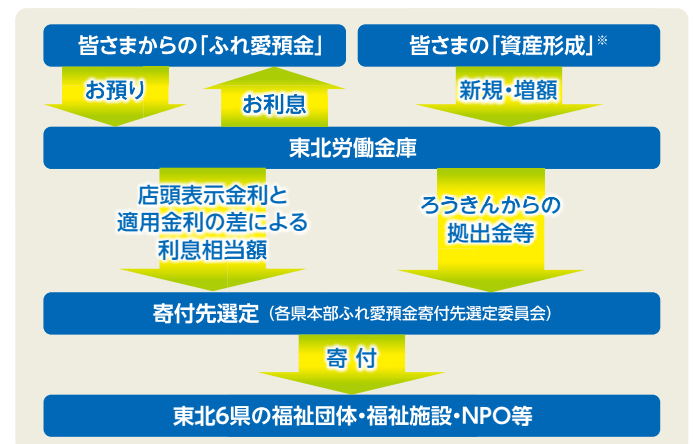 皆さまからの「ふれ愛預金」
皆さまの「資産形成」※
お預り
お利息
新規・増額
東北労働金庫
店頭表示金利と
適用金利の差による
利息相当額
ろうきんからの
拠出金等
寄付先選定（各県本部ふれ愛預金寄付先選定委員会）
寄 付
東北6県の福祉団体・福祉施設・NPO等